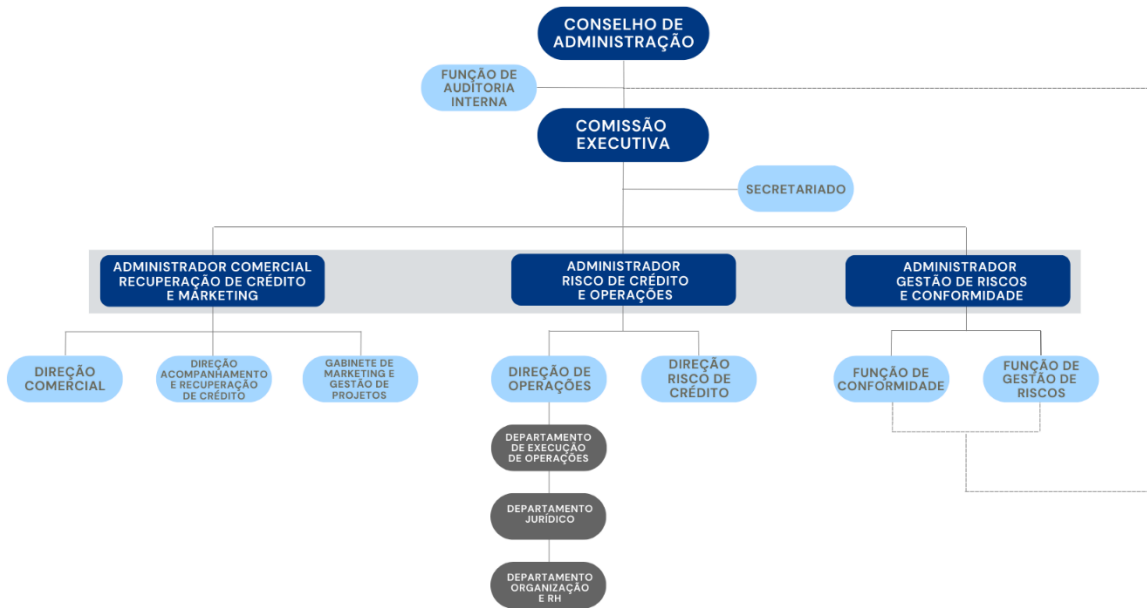 CONSELHO DE
ADMINISTRAÇÃO
FUNÇÃO DE
AUDITORIA
INTERNA
COMISSÃO
EXECUTIVA
SECRETARIADO
ADMINISTRADOR COMERCIAL
RECUPERAÇÃO DE CRÉDITO
E MARKETING
ADMINISTRADOR
RISCO DE CRÉDITO
E OPERAÇÕES
ADMINISTRADOR
GESTÃO DE RISCOS
E CONFORMIDADE
DIREÇÃO
COMERCIAL
DIREÇÃO
ACOMPANHAMENTO
E RECUPERAÇÃO
DE CRÉDITO
GABINETE DE
MARKETING E
GESTÃO DE
PROJETOS
DIREÇÃO
DE OPERAÇÕES
DIREÇÃO
RISCO DE
CRÉDITO
FUNÇÃO DE
CONFORMIDADE
FUNÇÃO DE
GESTÃO DE
RISCOS
DEPARTAMENTO
DE EXECUÇÃO
DE OPERAÇÕES
DEPARTAMENTO
JURÍDICO
DEPARTAMENTO
ORGANIZAÇÃO
E RH